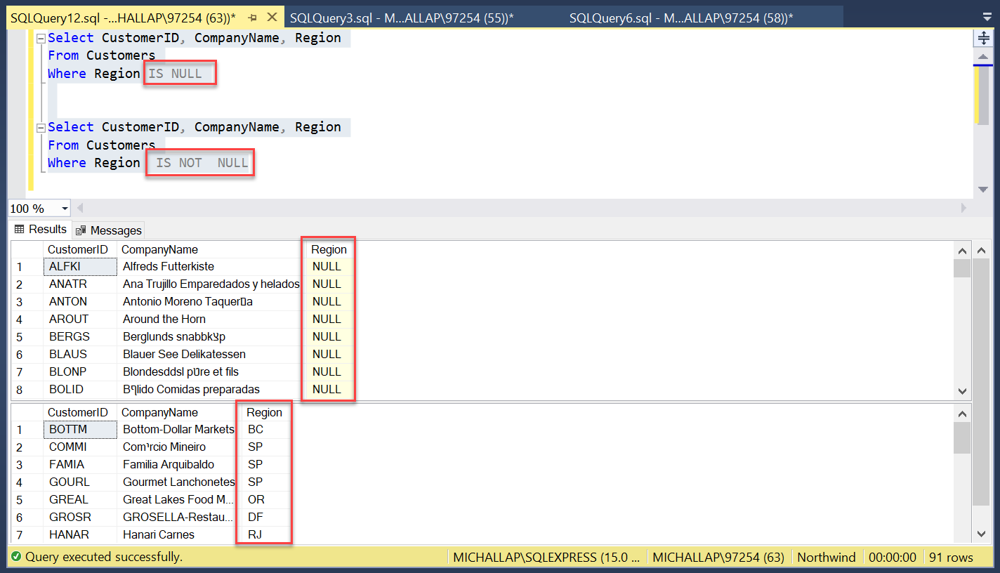 SQLQuery12.sql -...HALLAP\97254 (63))* SQLQuery3.sql - M...ALLAP\97254 (55))* SQLQuery6.sql - M...ALLAP\97254 (58))*
Select CustomerID, CompanyName, Region
From Customers
Where Region IS NULL
Select CustomerID, CompanyName, Region
From Customers
Where Region IS NOT NULL
100 %
Results Messages
CustomerID CompanyName Region
1 ALFKI Alfreds Futterkiste NULL
2 ANATR Ana Trujillo Emparedados y helados NULL
3 ANTON Antonio Moreno Taquer▯a NULL
4 AROUT Around the Horn NULL
5 BERGS Berglunds snabbkצp NULL
6 BLAUS Blauer See Delikatessen NULL
7 BLONP Blondesddsl pטre et fils NULL
8 BOLID Bףlido Comidas preparadas NULL
CustomerID CompanyName Region
1 BOTTM Bottom-Dollar Markets BC
2 COMMI Comיrcio Mineiro SP
3 FAMIA Familia Arquibaldo SP
4 GOURL Gourmet Lanchonetes SP
5 GREAL Great Lakes Food M... OR
6 GROSR GROSELLA-Restau... DF
7 HANAR Hanari Carnes RJ
Query executed successfully. MICHALLAP\SQLEXPRESS (15.0 ... MICHALLAP\97254 (63) Northwind 00:00:00 91 rows